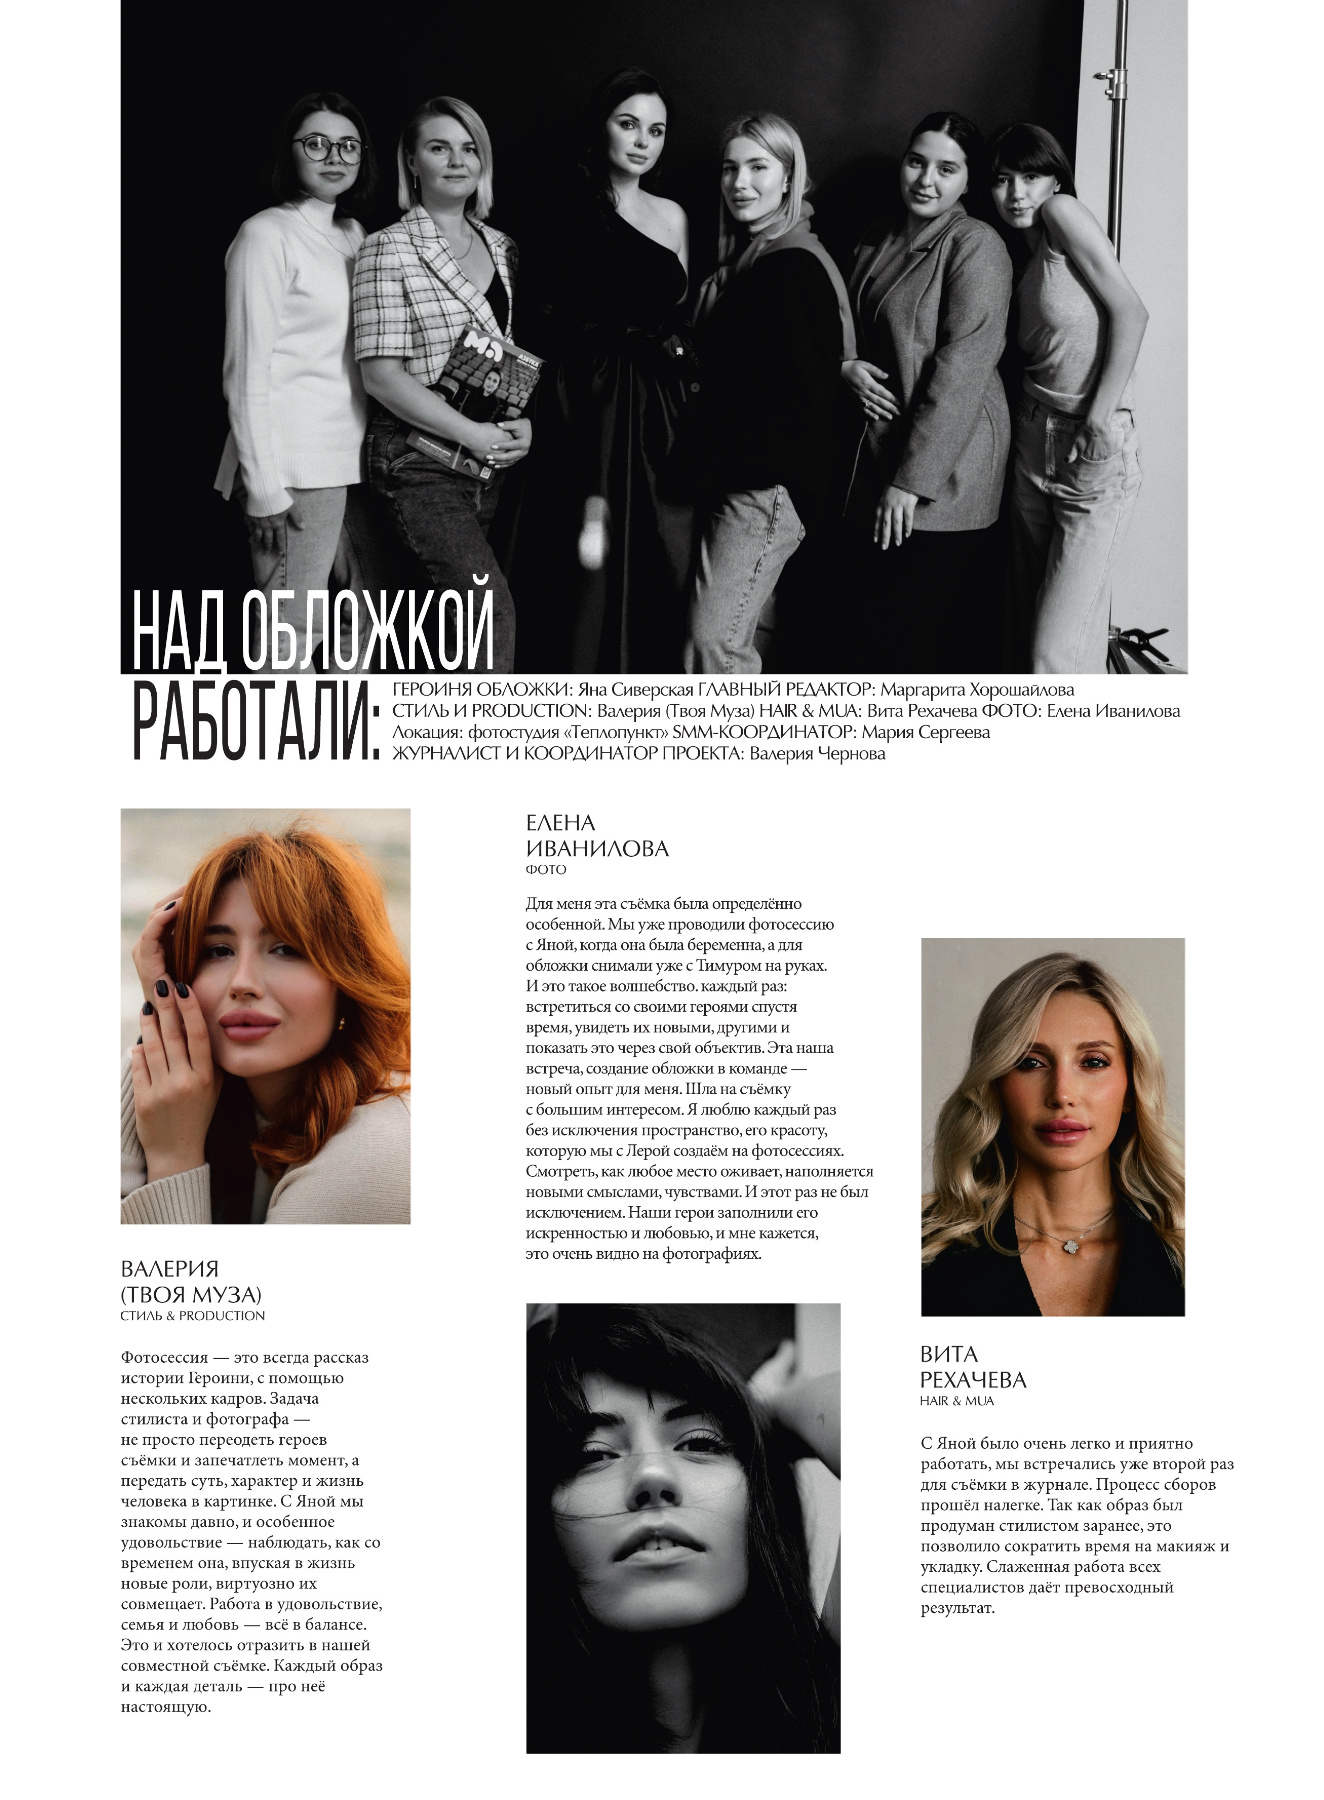 МО
АЗБУКА
НАД ОБЛОЖКОЙ
РАБОТАЛИ:
ГЕРОИНЯ ОБЛОЖКИ: Яна Сиверская ГЛАВНЫЙ РЕДАКТОР: Маргарита Хорошайлова
СТИЛЬ И PRODUCTION: Валерия (Твоя Муза) HAIR & MUA: Вита Рехачева ФОТО: Елена Иванилова
Локация: фотостудия «Теплопункт» SMM-КООРДИНАТОР: Мария Сергеева
ЖУРНАЛИСТ И КООРДИНАТОР ПРОЕКТА: Валерия Чернова
ВАЛЕРИЯ
(ТВОЯ МУЗА)
СТИЛЬ & PRODUCTION
Фотосессия — это всегда рассказ
истории Героини, с помощью
нескольких кадров. Задача
стилиста и фотографа —
не просто переодеть героев
съёмки и запечатлеть момент, а
передать суть, характер и жизнь
человека в картинке. С Яной мы
знакомы давно, и особенное
удовольствие — наблюдать, как со
временем она, впуская в жизнь
новые роли, виртуозно их
совмещает. Работа в удовольствие,
семья и любовь — всё в балансе.
Это и хотелось отразить в нашей
совместной съёмке. Каждый образ
и каждая деталь — про неё
настоящую.
ЕЛЕНА
ИВАНИЛОВА
ФОТО
Для меня эта съёмка была определённо
особенной. Мы уже проводили фотосессию
с Яной, когда она была беременна, а для
обложки снимали уже с Тимуром на руках.
И это такое волшебство. каждый раз:
встретиться со своими героями спустя
время, увидеть их новыми, другими и
показать это через свой объектив. Эта наша
встреча, создание обложки в команде —
новый опыт для меня. Шла на съёмку
с большим интересом. Я люблю каждый раз
без исключения пространство, его красоту,
которую мы с Лерой создаём на фотосессиях.
Смотреть, как любое место оживает, наполняется
новыми смыслами, чувствами. И этот раз не был
исключением. Наши герои заполнили его
искренностью и любовью, и мне кажется,
это очень видно на фотографиях.
ВИТА
РЕХАЧЕВА
HAIR & MUA
С Яной было очень легко и приятно
работать, мы встречались уже второй раз
для съёмки в журнале. Процесс сборов
прошёл налегке. Так как образ был
продуман стилистом заранее, это
позволило сократить время на макияж и
укладку. Слаженная работа всех
специалистов даёт превосходный
результат.